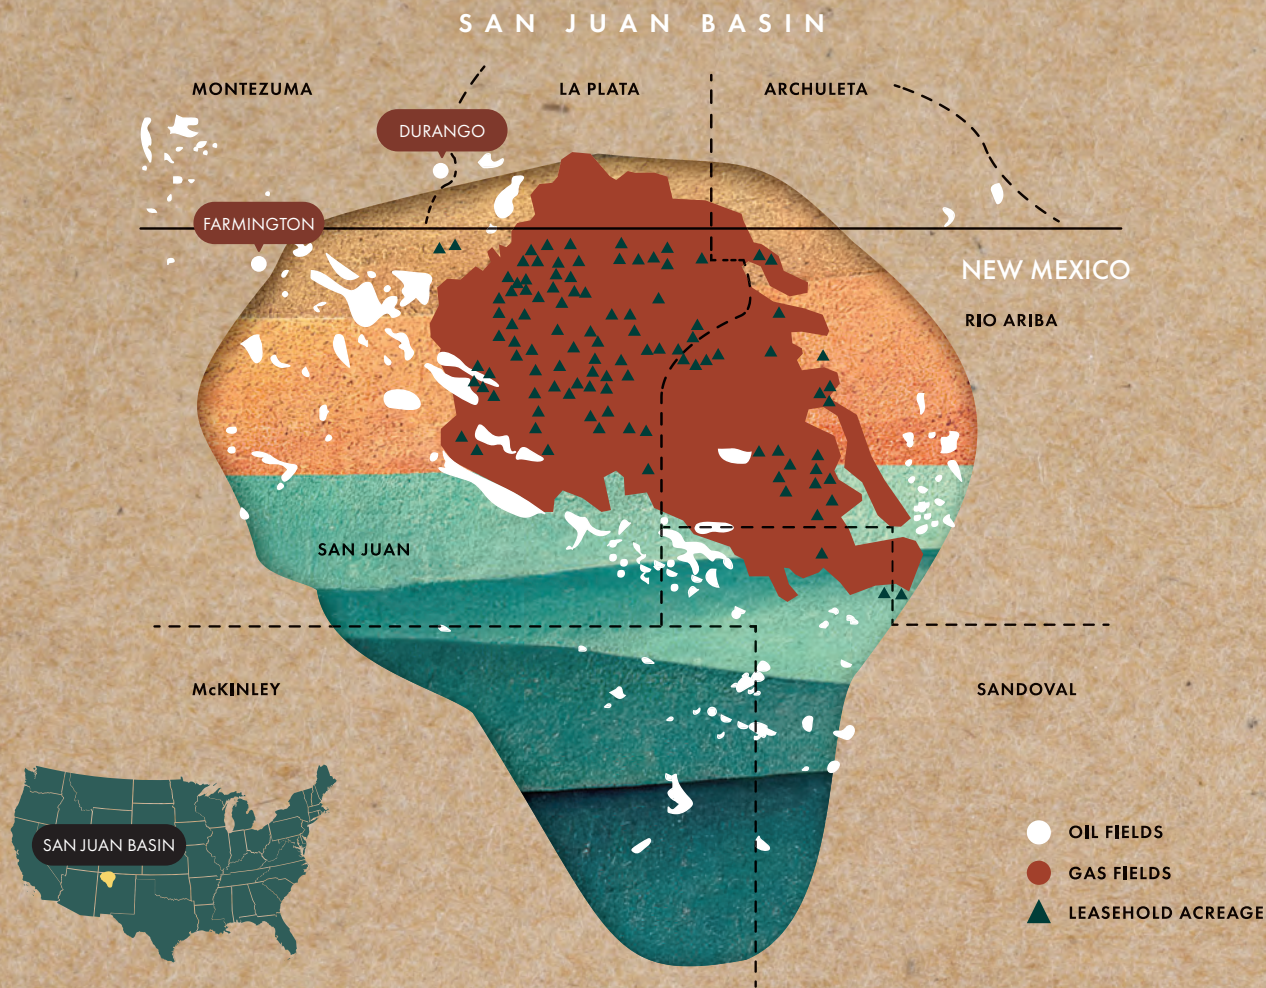 SAN JUAN BASIN
MONTEZUMA
LA PLATA
ARCHULETA
DURANGO
FARMINGTON
NEW MEXICO
RIO ARIBA
SAN JUAN
McKINLEY
SANDOVAL
SAN JUAN BASIN
OIL FIELDS
GAS FIELDS
LEASEHOLD ACREAGE